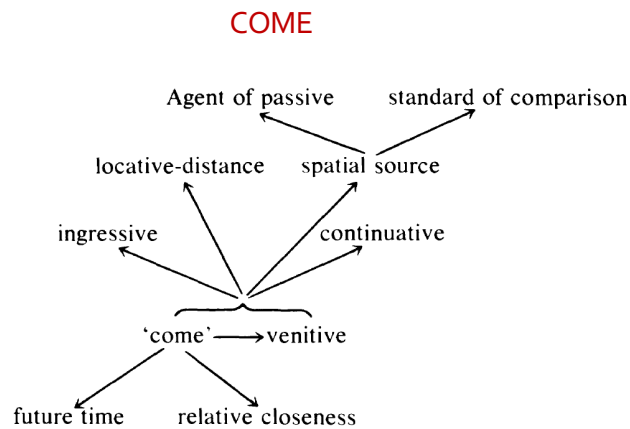 COME
Agent of passive standard of comparison
locative-distance spatial source
ingressive continuative
‘come’ venitive
future time relative closeness